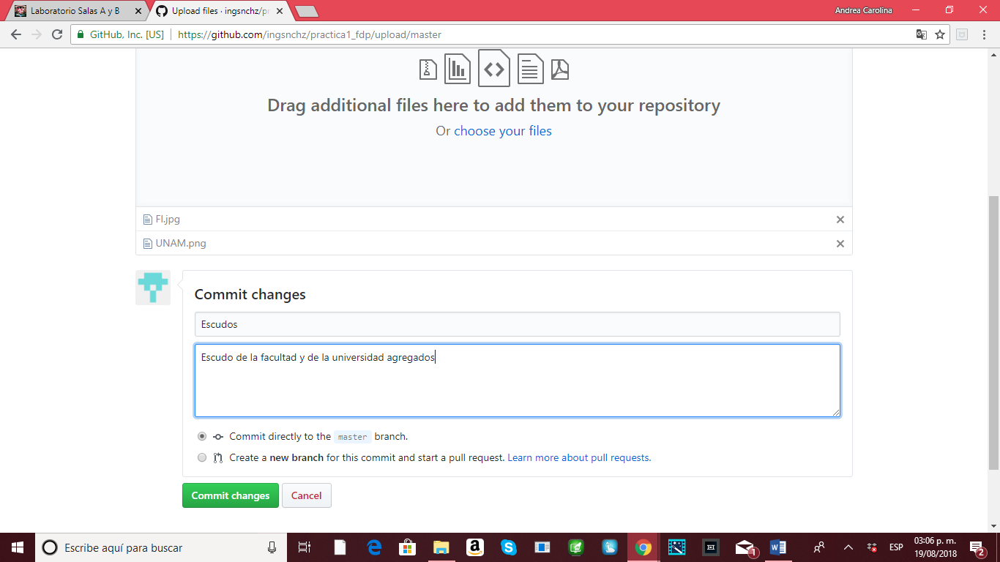 Laboratorio Salas A y B
Upload files · ingsnchz/pr
Andrea Carolina
GitHub, Inc. [US]
https://github.com/ingsnchz/practica1_fdp/upload/master
Drag additional files here to add them to your repository
Or choose your files
FI.jpg
UNAM.png
Commit changes
Escudos
Escudo de la facultad y de la universidad agregados
Commit directly to the master branch.
Create a new branch for this commit and start a pull request. Learn more about pull requests.
Commit changes
Cancel
Escribe aquí para buscar
1
ESP
03:06 p. m.
19/08/2018
2